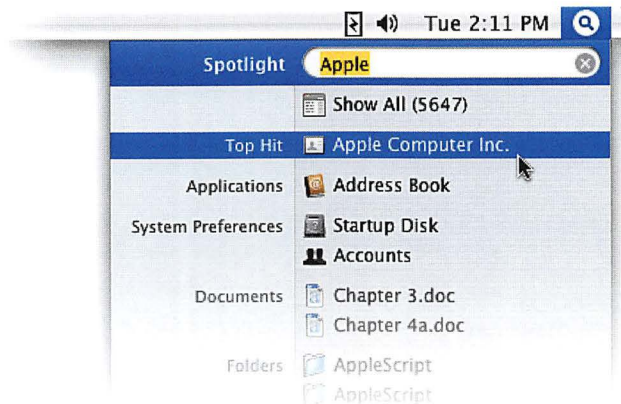 Tue 2:11 PM
Spotlight Apple
Show All (5647)
Top Hit Apple Computer Inc.
Applications Address Book
System Preferences Startup Disk
Accounts
Documents Chapter 3.doc
Chapter 4a.doc
Folders AppleScript
AppleScript